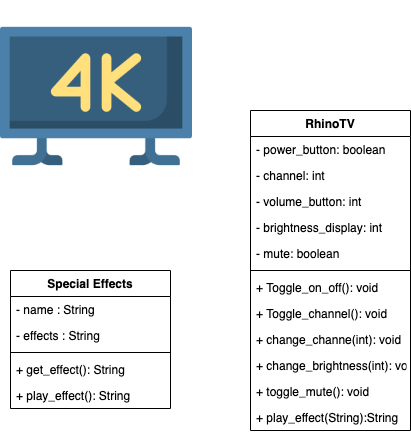 4K
RhinoTV
- power_button: boolean
- channel: int
- volume_button: int
- brightness_display: int
- mute: boolean
+ Toggle_on_off(): void
+ Toggle_channel(): void
+ change_channe(int): void
+ change_brightness(int): vo
+ toggle_mute(): void
+ play_effect(String):String
Special Effects
- name : String
- effects : String
+ get_effect(): String
+ play_effect(): String